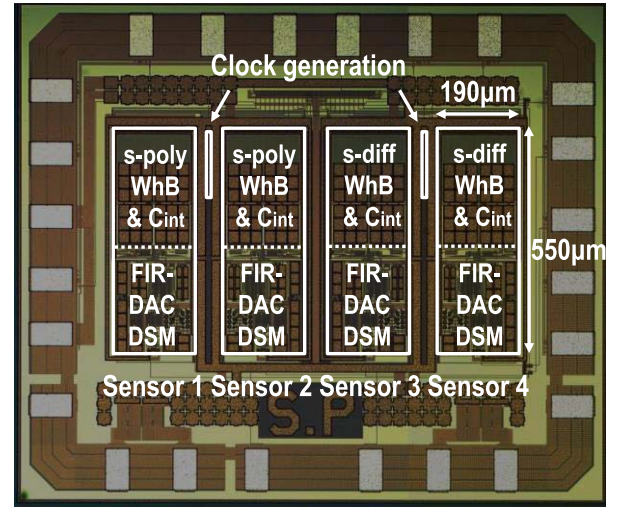 Clock generation
190µm
s-poly
WhB
& Cint
s-poly
WhB
& Cint
s-diff
WhB
& Cint
s-diff
WhB
& Cint
550µm
FIR-
DAC
DSM
FIR-
DAC
DSM
FIR-
DAC
DSM
FIR-
DAC
DSM
Sensor 1 Sensor 2 Sensor 3 Sensor 4
S.P